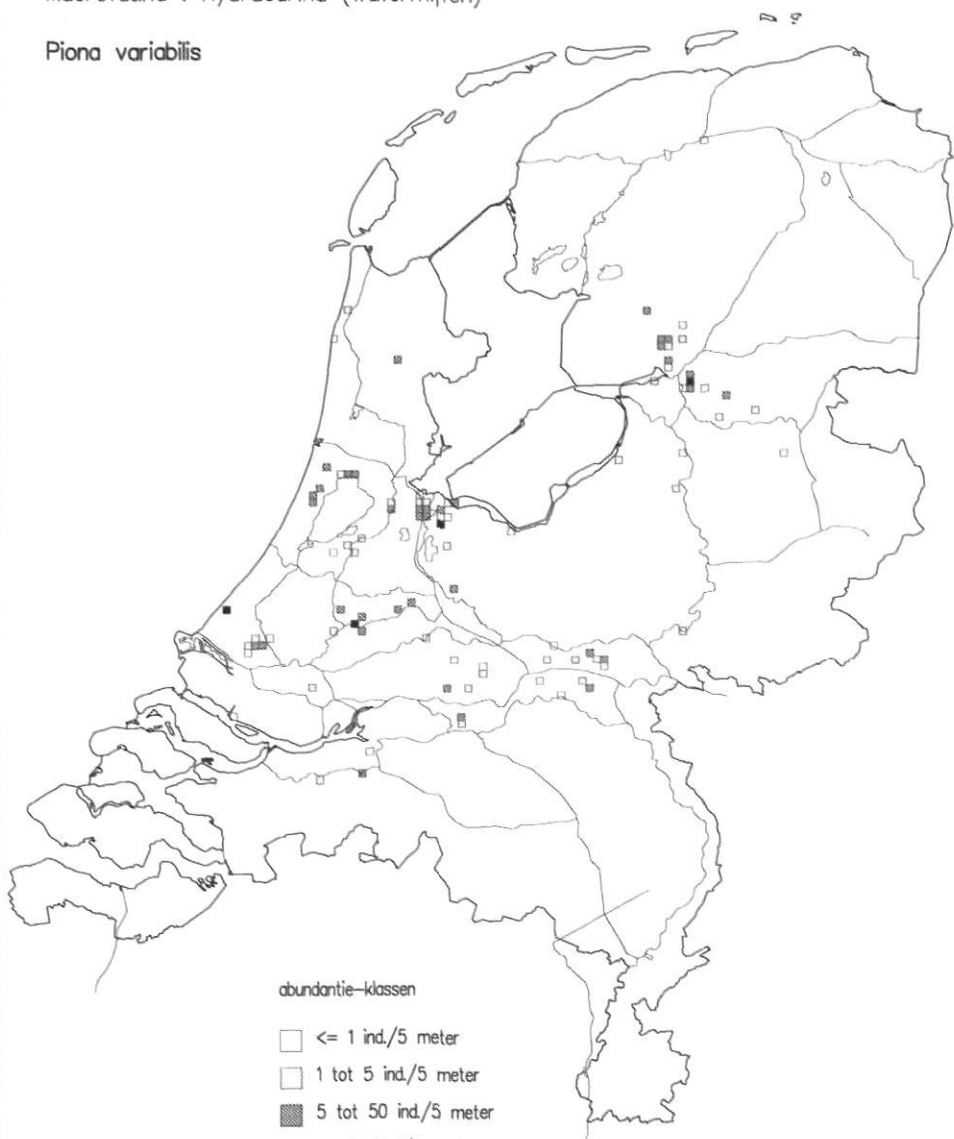 Piona variabilis
abundantie-klassen
<= 1 ind./5 meter
1 tot 5 ind./5 meter
5 tot 50 ind./5 meter